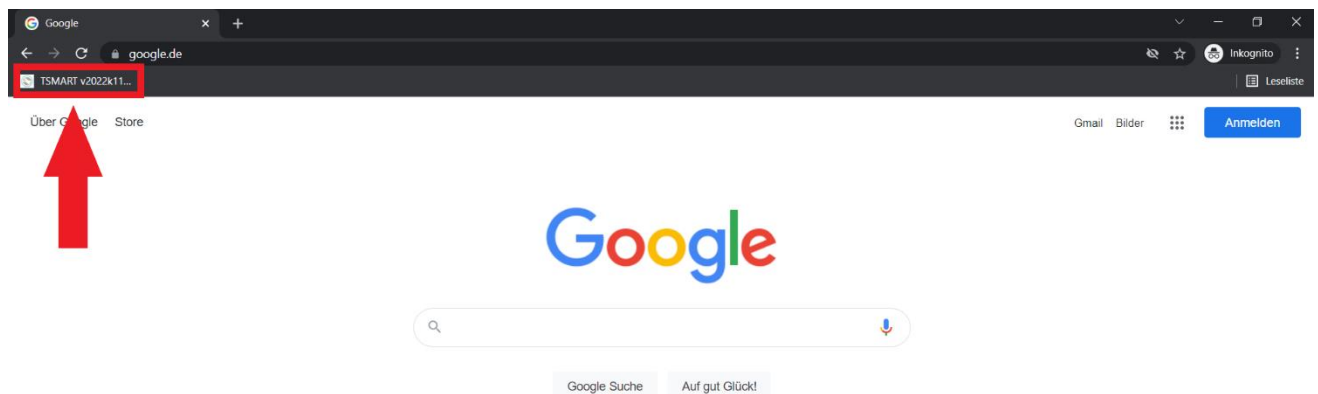 Google
google.de
Inkognito
TSMART v2022k11...
Leseliste
Über Google Store
Gmail Bilder
Anmelden
Google
Google Suche Auf gut Glück!